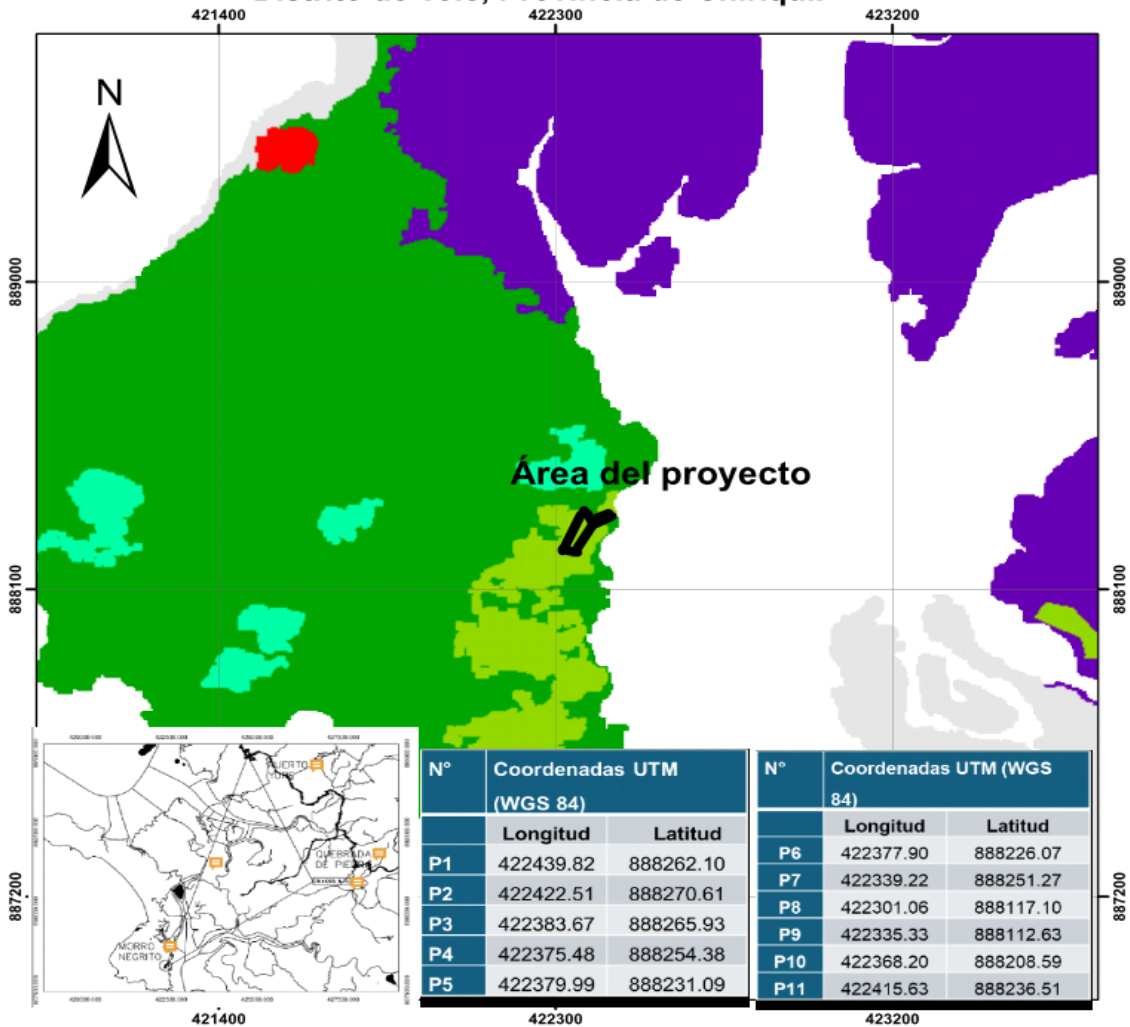 421400 422300 423200
N
889000 889000
Área del proyecto
888100 888100
887200 887200
PUERTO
QUEBRADA
DE PIEDRA
MORRO
NEGRITO
N° Coordenadas UTM
(WGS 84)
Longitud Latitud
P1 422439.82 888262.10
P2 422422.51 888270.61
P3 422383.67 888265.93
P4 422375.48 888254.38
P5 422379.99 888231.09
N° Coordenadas UTM (WGS
84)
Longitud Latitud
P6 422377.90 888226.07
P7 422339.22 888251.27
P8 422301.06 888117.10
P9 422335.33 888112.63
P10 422368.20 888208.59
P11 422415.63 888236.51
421400 422300 423200